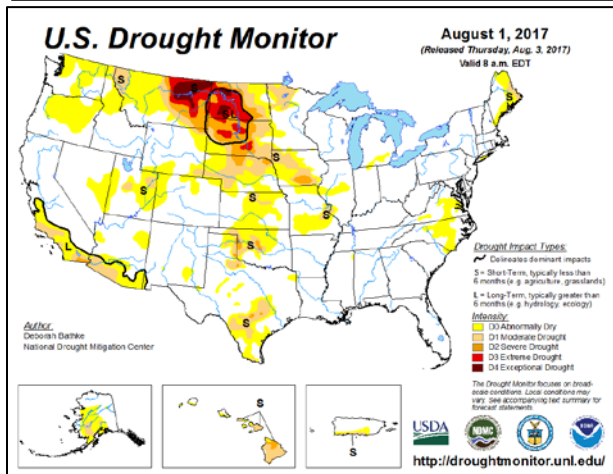 U.S. Drought Monitor
August 1, 2017
(Released Thursday, Aug. 3, 2017)
Valid 8 a.m. EDT
S
S
S
SL
S
S
S
S
S
L
S
Drought Impact Types:
Delineates dominant impacts
S = Short-Term, typically less than
6 months (e.g. agriculture, grasslands)
L = Long-Term, typically greater than
6 months (e.g. hydrology, ecology)
Intensity:
D0 Abnormally Dry
D1 Moderate Drought
D2 Severe Drought
D3 Extreme Drought
D4 Exceptional Drought
Author:
Deborah Bathke
National Drought Mitigation Center
The Drought Monitor focuses on broad-
scale conditions. Local conditions may
vary. See accompanying text summary for
forecast statements.
S
S
USDA
NDMC
NOAA
http://droughtmonitor.unl.edu/